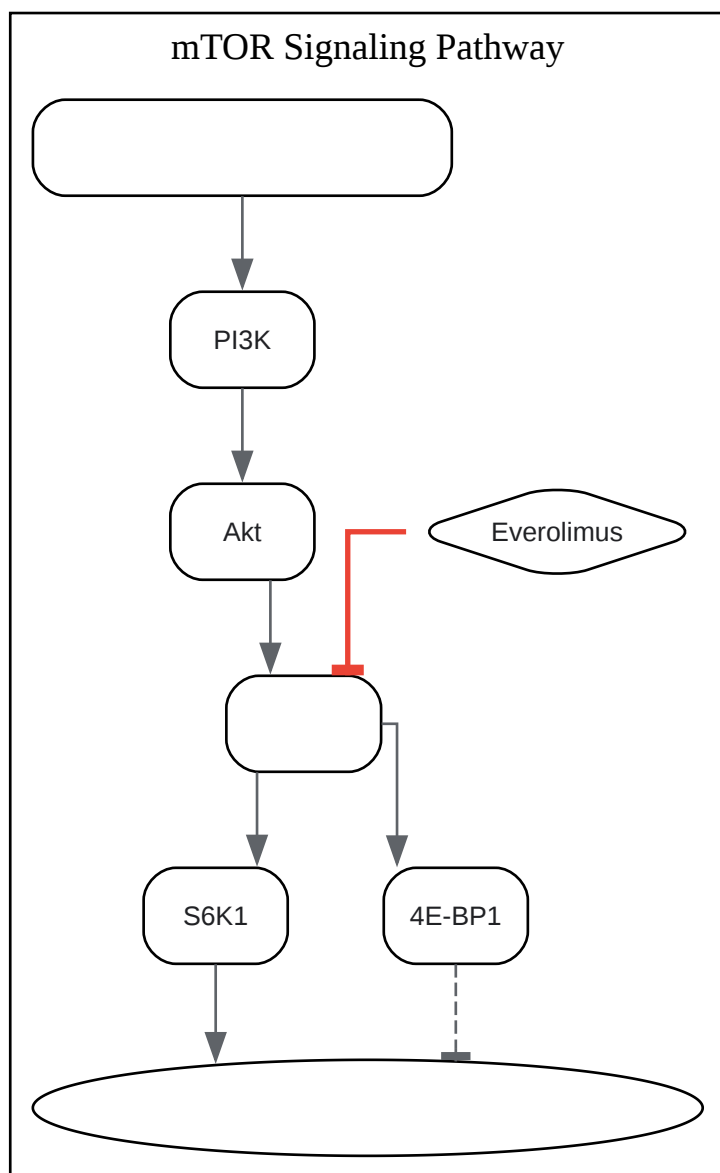 mTOR Signaling Pathway
PI3K
Akt
Everolimus
S6K1
4E-BP1